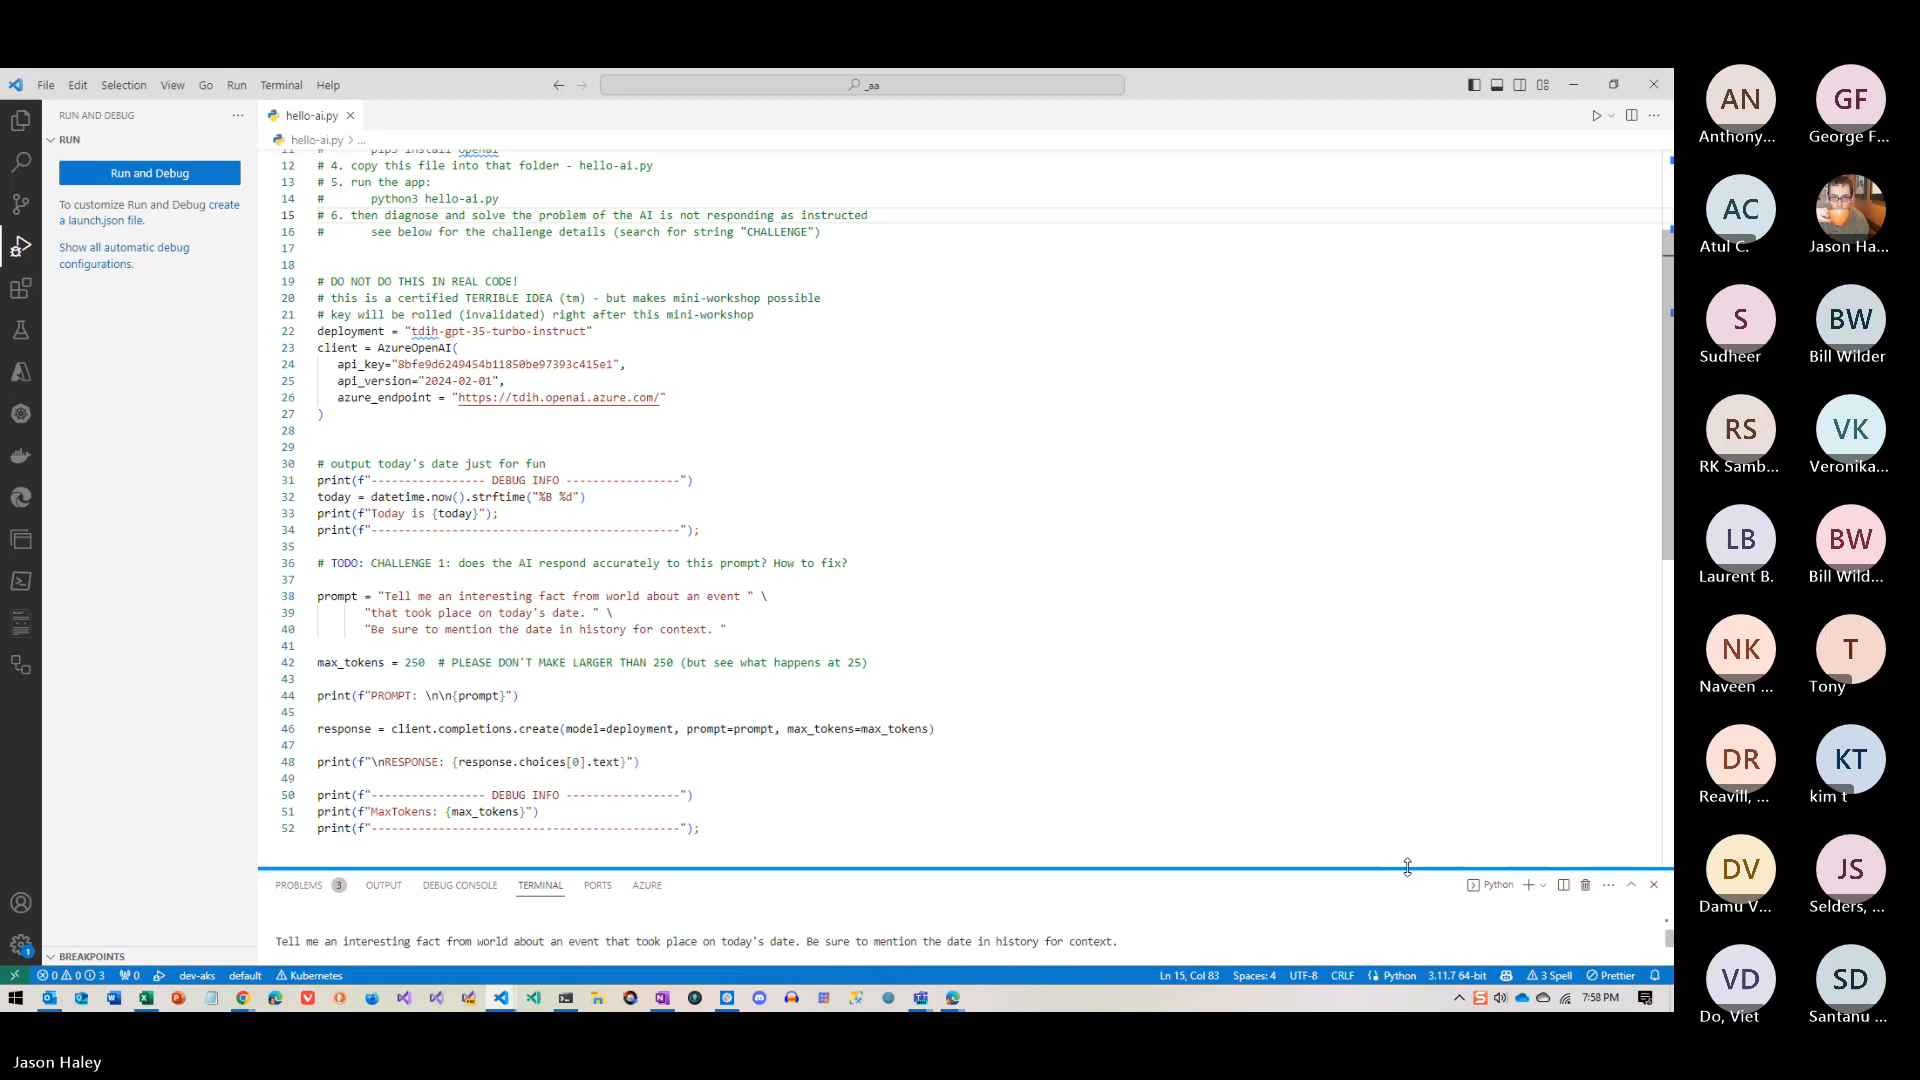 File Edit Selection View Go Run Terminal Help
_aa
RUN AND DEBUG
RUN
Run and Debug
To customize Run and Debug create
a launch.json file.
Show all automatic debug
configurations.
BREAKPOINTS
hello-ai.py
hello-ai.py > ...
11 # pip3 install openai
12 # 4. copy this file into that folder - hello-ai.py
13 # 5. run the app:
14 # python3 hello-ai.py
15 # 6. then diagnose and solve the problem of the AI is not responding as instructed
16 # see below for the challenge details (search for string "CHALLENGE")
17
18
19 # DO NOT DO THIS IN REAL CODE!
20 # this is a certified TERRIBLE IDEA (tm) - but makes mini-workshop possible
21 # key will be rolled (invalidated) right after this mini-workshop
22 deployment = "tdih-gpt-35-turbo-instruct"
23 client = AzureOpenAI(
24 api_key="8bfe9d6249454b11850be97393c415e1",
25 api_version="2024-02-01",
26 azure_endpoint = "https://tdih.openai.azure.com/"
27 )
28
29
30 # output today's date just for fun
31 print(f"----------------- DEBUG INFO -----------------")
32 today = datetime.now().strftime("%B %d")
33 print(f"Today is {today}");
34 print(f"----------------------------------------------");
35
36 # TODO: CHALLENGE 1: does the AI respond accurately to this prompt? How to fix?
37
38 prompt = "Tell me an interesting fact from world about an event " \
39 "that took place on today's date. " \
40 "Be sure to mention the date in history for context. "
41
42 max_tokens = 250 # PLEASE DON'T MAKE LARGER THAN 250 (but see what happens at 25)
43
44 print(f"PROMPT: \n\n{prompt}")
45
46 response = client.completions.create(model=deployment, prompt=prompt, max_tokens=max_tokens)
47
48 print(f"\nRESPONSE: {response.choices[0].text}")
49
50 print(f"----------------- DEBUG INFO -----------------")
51 print(f"MaxTokens: {max_tokens}")
52 print(f"----------------------------------------------");
PROBLEMS 3 OUTPUT DEBUG CONSOLE TERMINAL PORTS AZURE
Python
Tell me an interesting fact from world about an event that took place on today's date. Be sure to mention the date in history for context.
0 0 3 0 dev-aks default Kubernetes
Ln 15, Col 83 Spaces: 4 UTF-8 CRLF Python 3.11.7 64-bit 3 Spell Prettier
7:58 PM
Jason Haley
AN GF
Anthony... George F...
AC
Atul C. Jason Ha...
S BW
Sudheer Bill Wilder
RS VK
RK Samb... Veronika...
LB BW
Laurent B. Bill Wild...
NK T
Naveen ... Tony
DR KT
Reavill, ... kim t
DV JS
Damu V... Selders, ...
VD SD
Do, Viet Santanu ...